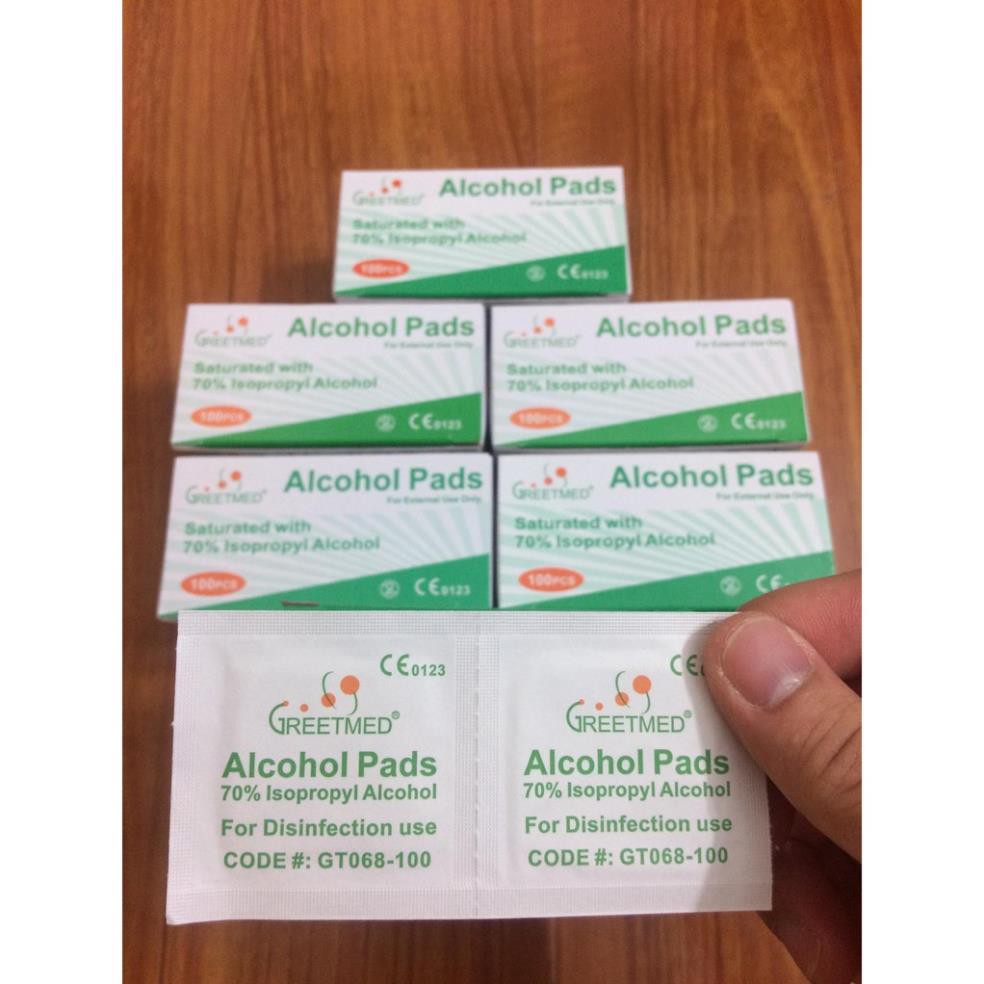 GREETMED
Alcohol Pads
For External Use Only
Saturated with
70% Isopropyl Alcohol
100PCS
CE0123
GREETMED
Alcohol Pads
For External Use Only
Saturated with
70% Isopropyl Alcohol
100PCS
CE0123
GREETMED
Alcohol Pads
For External Use Only
Saturated with
70% Isopropyl Alcohol
100PCS
CE0123
GREETMED®
Alcohol Pads
For External Use Only
Saturated with
70% Isopropyl Alcohol
100PCS
CE0123
GREETMED®
Alcohol Pads
For External Use Only
Saturated with
70% Isopropyl Alcohol
100PCS
CE
CE0123
GREETMED®
Alcohol Pads
70% Isopropyl Alcohol
For Disinfection use
CODE #: GT068-100
CE
GREETMED®
Alcohol Pads
70% Isopropyl Alcohol
For Disinfection use
CODE #: GT068-100